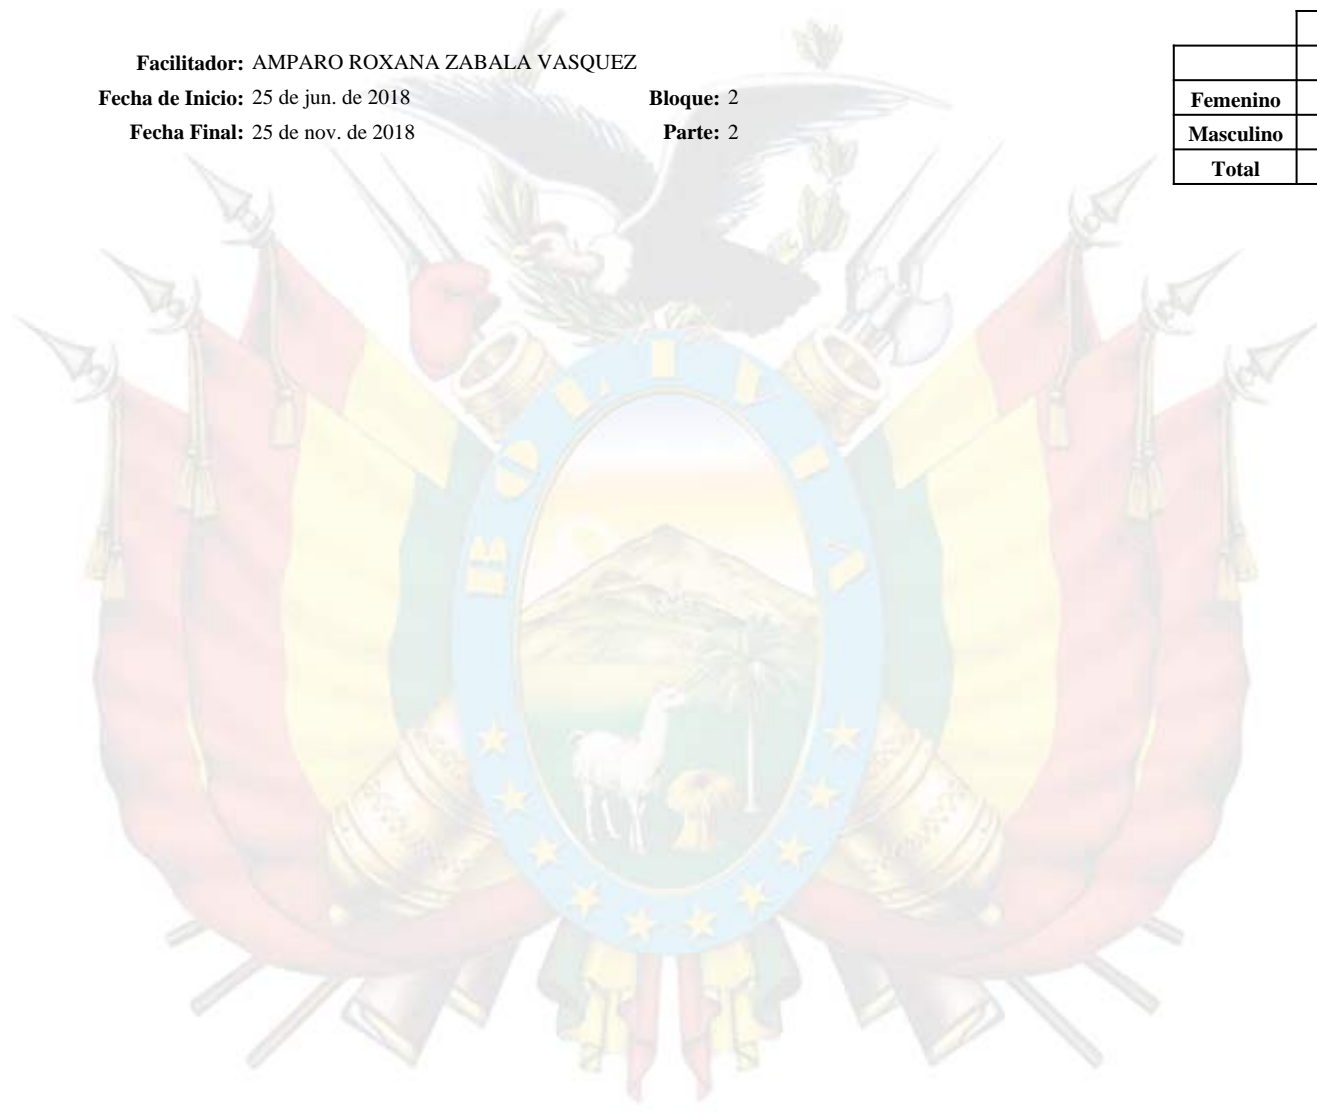 Facilitador: AMPARO ROXANA ZABALA VASQUEZ
Fecha de Inicio: 25 de jun. de 2018 Bloque: 2
Fecha Final: 25 de nov. de 2018 Parte: 2
Femenino
Masculino
Total
BOLIVIA